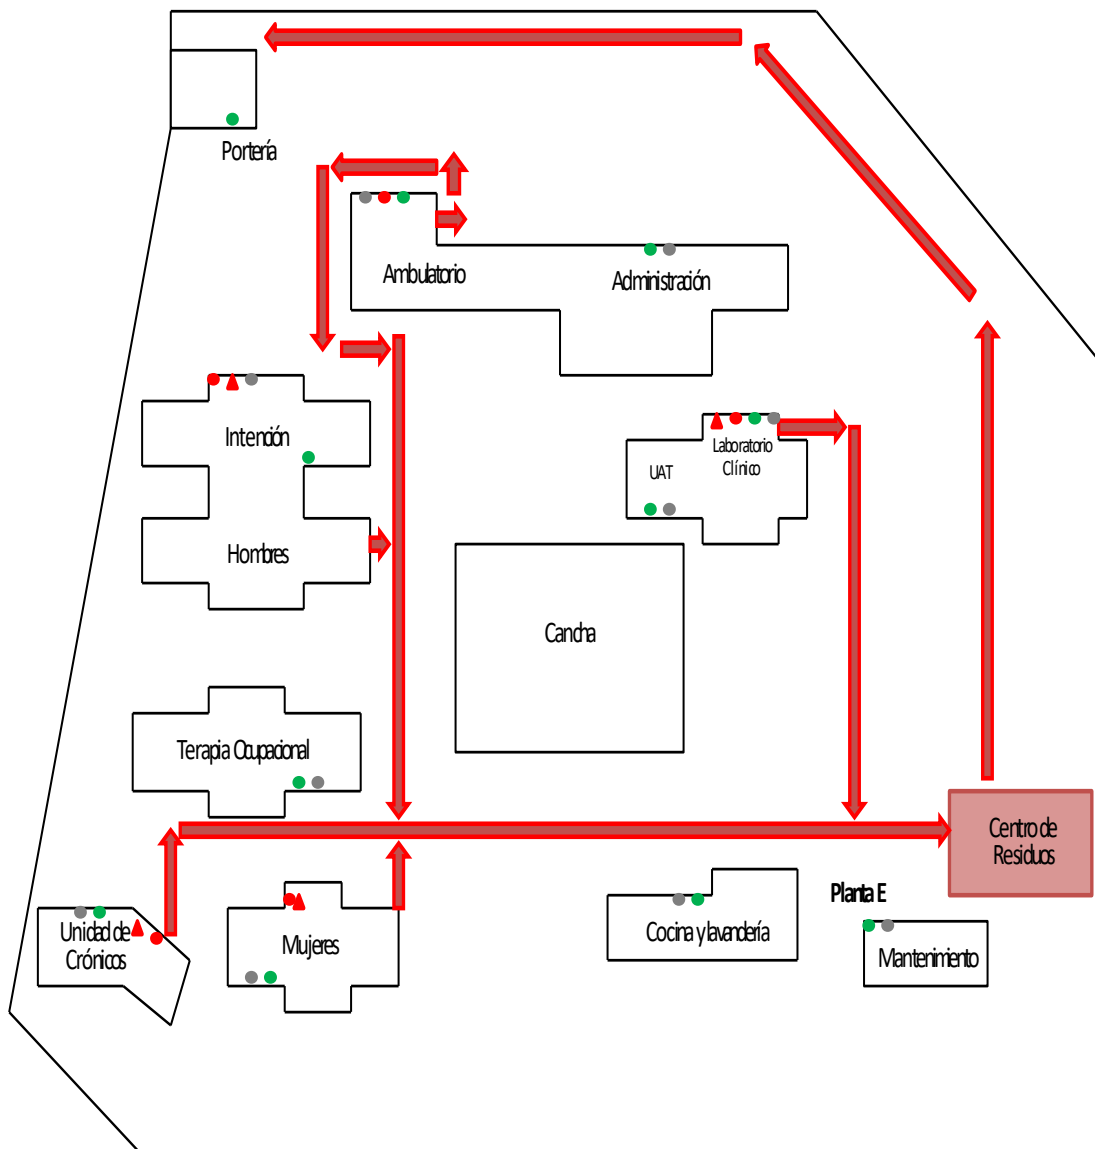 Portería
Ambulatorio
Administración
Intención
Laboratorio
Clínico
UAT
Hombres
Cancha
Terapia Ocupacional
Centro de
Residuos
Planta E
Unidad de
Crónicos
Mujeres
Cocina y lavandería
Mantenimiento